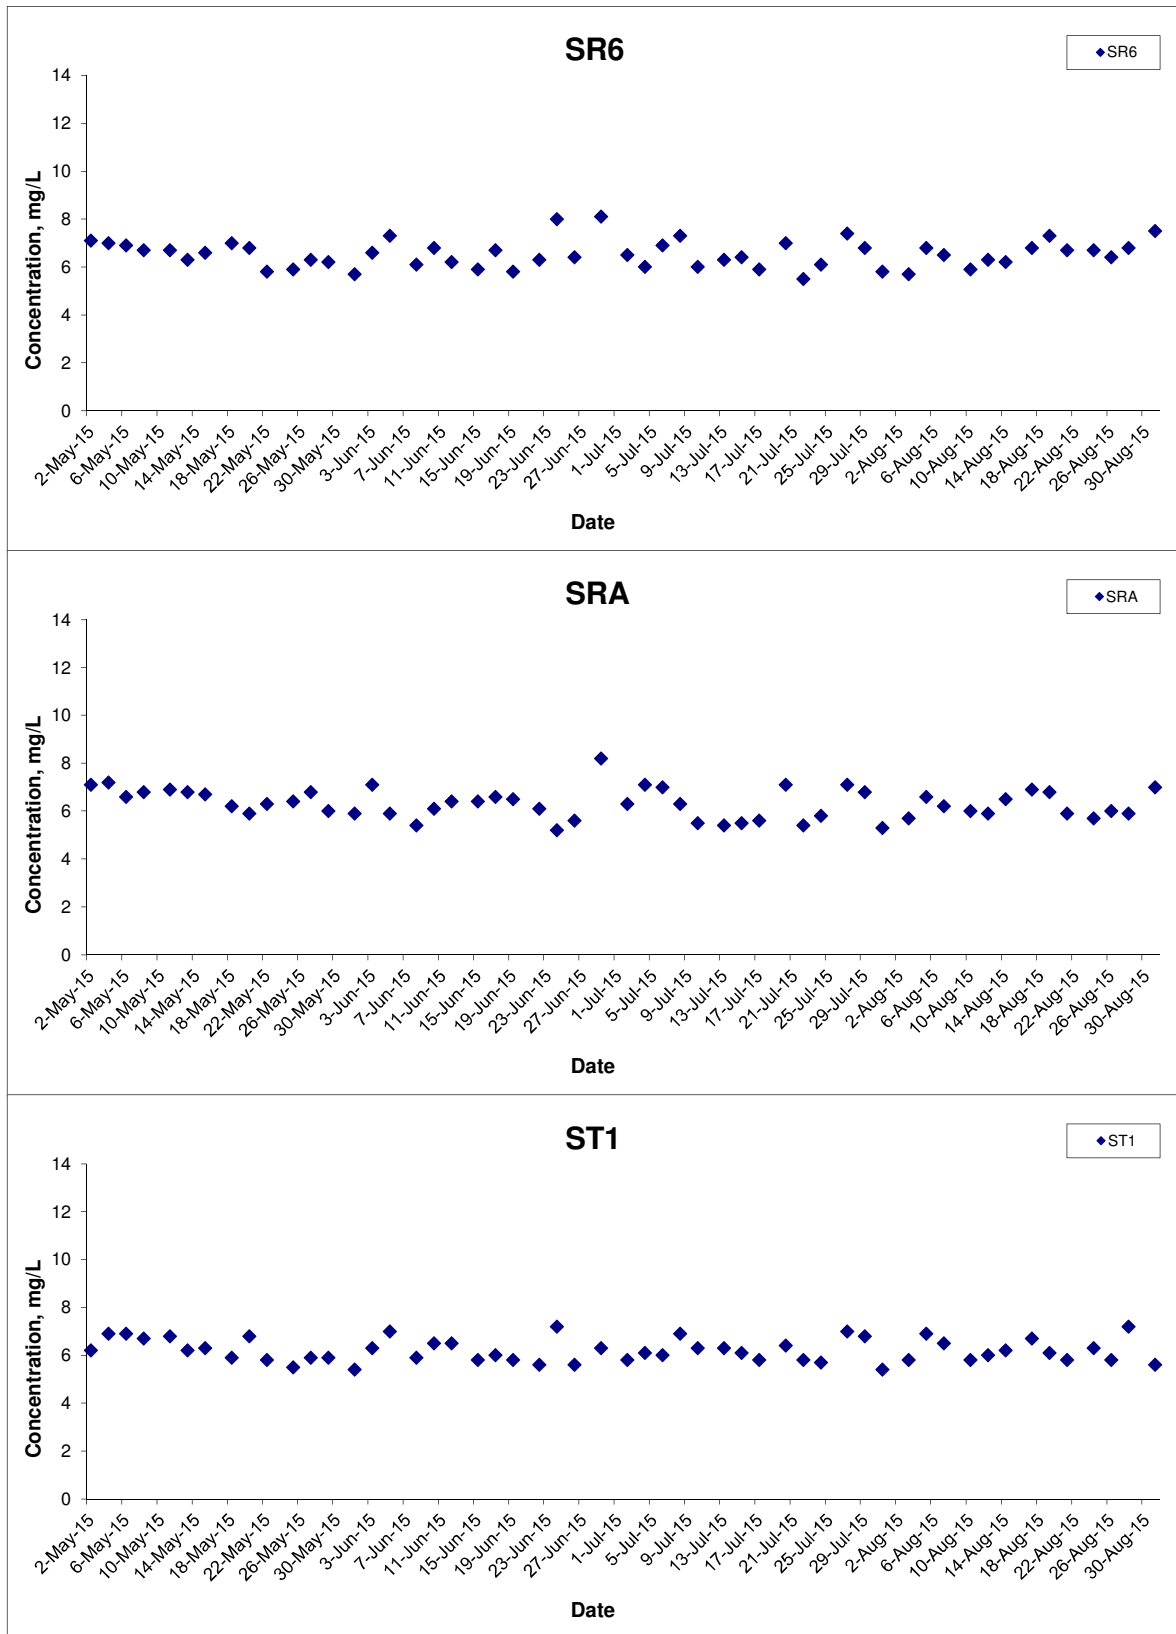 SR6
SR6
14
12
10
8
6
4
2
0
Concentration, mg/L
2-May-15 6-May-15 10-May-15 14-May-15 18-May-15 22-May-15 26-May-15 30-May-15 3-Jun-15 7-Jun-15 11-Jun-15 15-Jun-15 19-Jun-15 23-Jun-15 27-Jun-15 1-Jul-15 5-Jul-15 9-Jul-15 13-Jul-15 17-Jul-15 21-Jul-15 25-Jul-15 29-Jul-15 2-Aug-15 6-Aug-15 10-Aug-15 14-Aug-15 18-Aug-15 22-Aug-15 26-Aug-15 30-Aug-15
Date
SRA
SRA
14
12
10
8
6
4
2
0
Concentration, mg/L
2-May-15 6-May-15 10-May-15 14-May-15 18-May-15 22-May-15 26-May-15 30-May-15 3-Jun-15 7-Jun-15 11-Jun-15 15-Jun-15 19-Jun-15 23-Jun-15 27-Jun-15 1-Jul-15 5-Jul-15 9-Jul-15 13-Jul-15 17-Jul-15 21-Jul-15 25-Jul-15 29-Jul-15 2-Aug-15 6-Aug-15 10-Aug-15 14-Aug-15 18-Aug-15 22-Aug-15 26-Aug-15 30-Aug-15
Date
ST1
ST1
14
12
10
8
6
4
2
0
Concentration, mg/L
2-May-15 6-May-15 10-May-15 14-May-15 18-May-15 22-May-15 26-May-15 30-May-15 3-Jun-15 7-Jun-15 11-Jun-15 15-Jun-15 19-Jun-15 23-Jun-15 27-Jun-15 1-Jul-15 5-Jul-15 9-Jul-15 13-Jul-15 17-Jul-15 21-Jul-15 25-Jul-15 29-Jul-15 2-Aug-15 6-Aug-15 10-Aug-15 14-Aug-15 18-Aug-15 22-Aug-15 26-Aug-15 30-Aug-15
Date